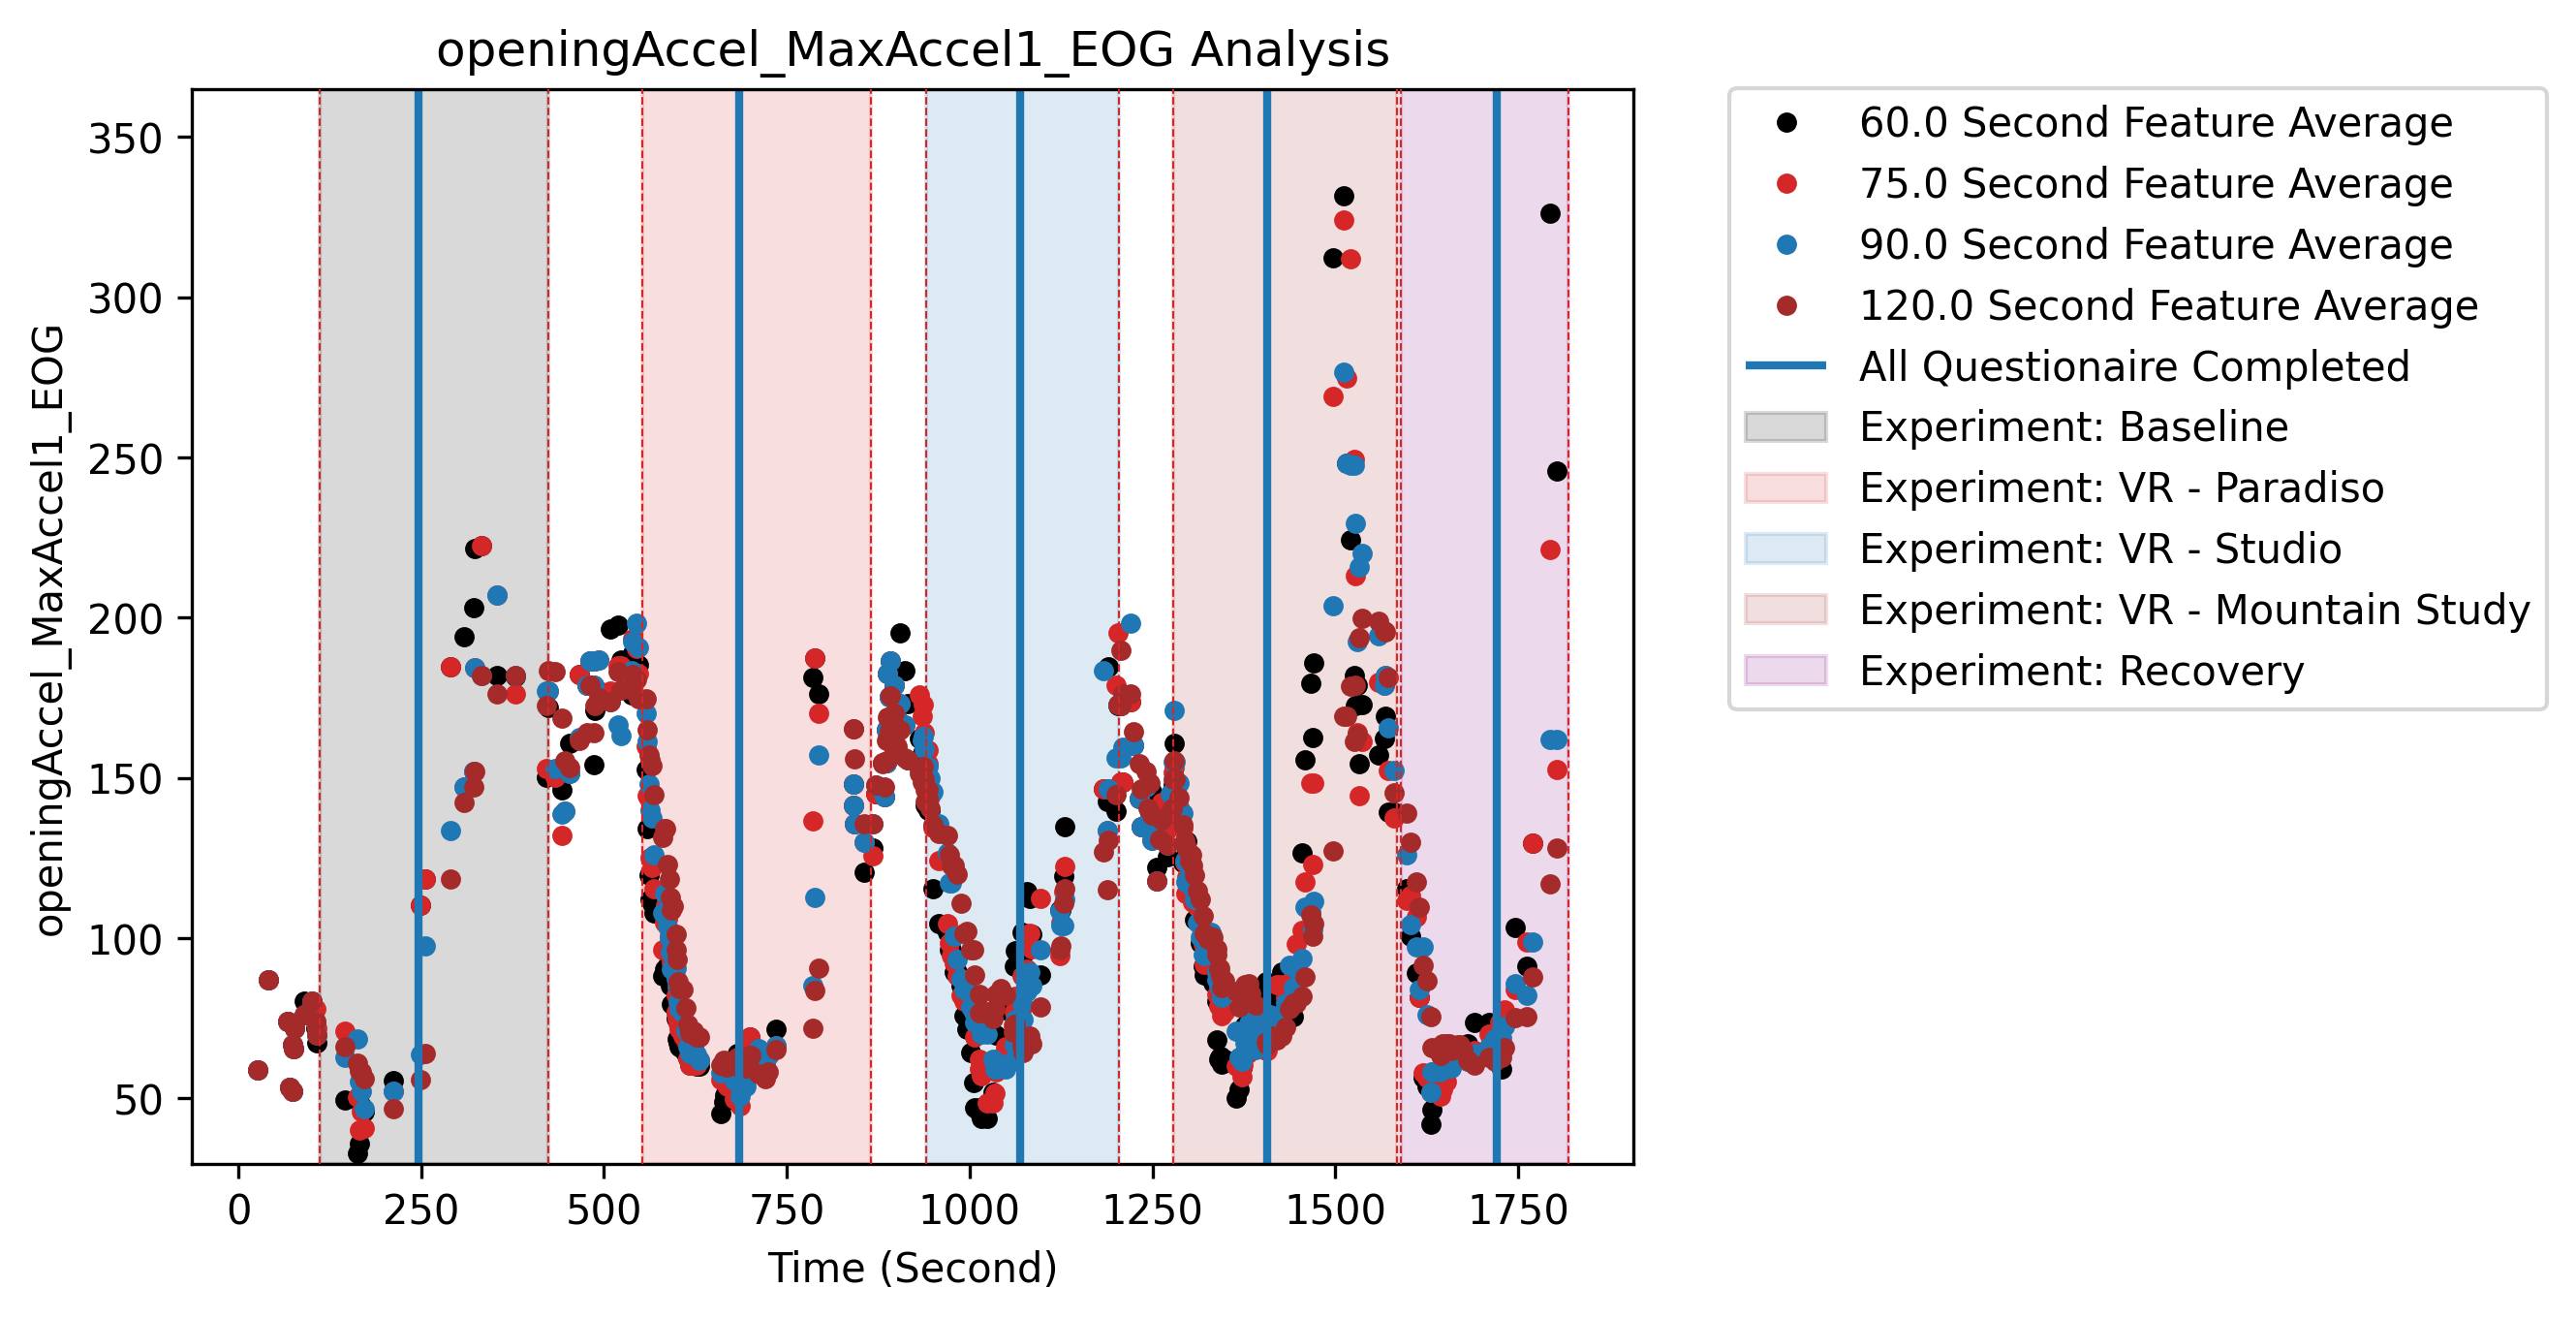 openingAccel_MaxAccel1_EOG Analysis
openingAccel_MaxAccel1_EOG
350
300
250
200
150
100
50
0
250
500
750
1000
1250
1500
1750
Time (Second)
60.0 Second Feature Average
75.0 Second Feature Average
90.0 Second Feature Average
120.0 Second Feature Average
All Questionaire Completed
Experiment: Baseline
Experiment: VR - Paradiso
Experiment: VR - Studio
Experiment: VR - Mountain Study
Experiment: Recovery